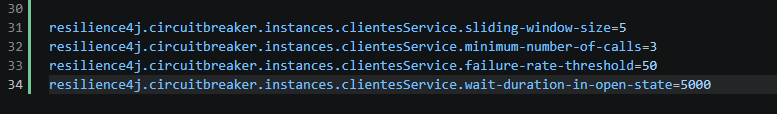 30
31 resilience4j.circuitbreaker.instances.clientesService.sliding-window-size=5
32 resilience4j.circuitbreaker.instances.clientesService.minimum-number-of-calls=3
33 resilience4j.circuitbreaker.instances.clientesService.failure-rate-threshold=50
34 resilience4j.circuitbreaker.instances.clientesService.wait-duration-in-open-state=5000